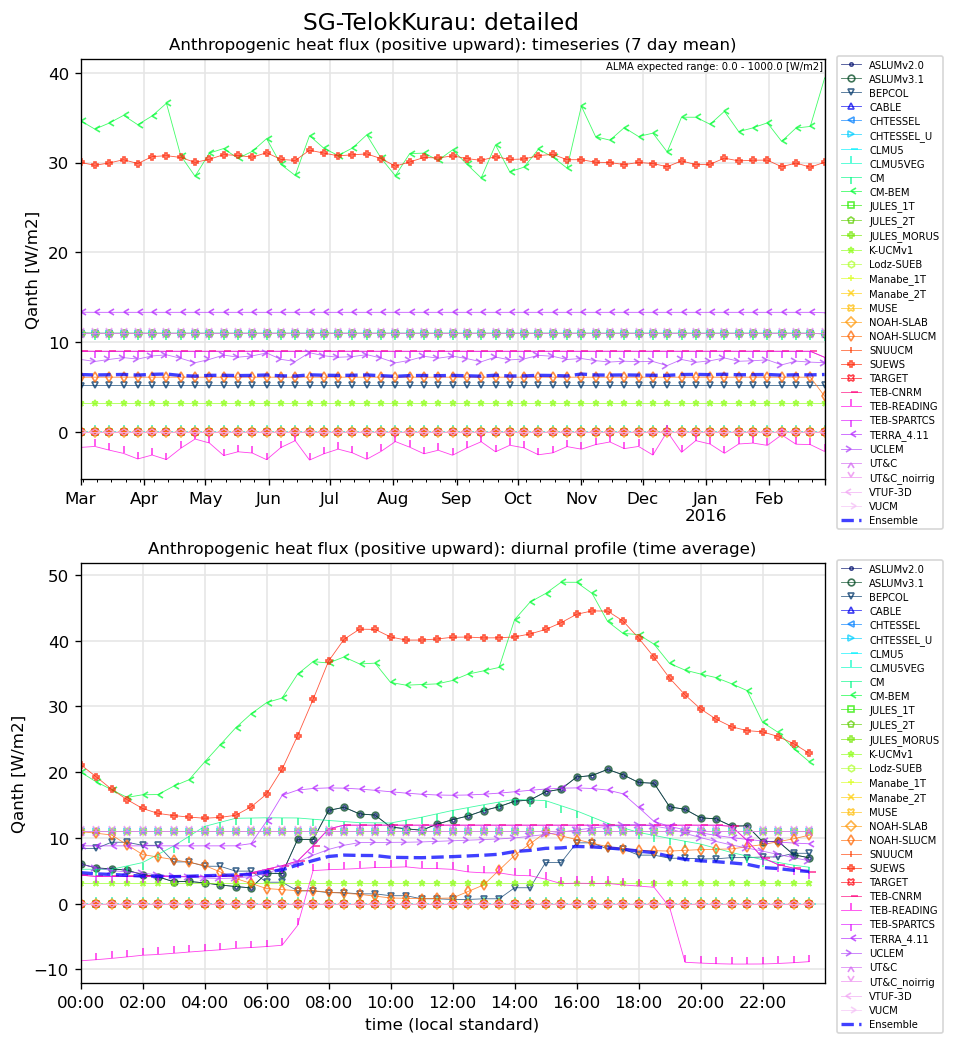 SG-TelokKurau: detailed
Anthropogenic heat flux (positive upward): timeseries (7 day mean)
ALMA expected range: 0.0 - 1000.0 [W/m2]
40
30
20
10
0
Qanth [W/m2]
Mar Apr May Jun Jul Aug Sep Oct Nov Dec Jan Feb
2016
ASLUMv2.0
ASLUMv3.1
BEPCOL
CABLE
CHTESSEL
CHTESSEL_U
CLMU5
CLMU5VEG
CM
CM-BEM
JULES_1T
JULES_2T
JULES_MORUS
K-UCMv1
Lodz-SUEB
Manabe_1T
Manabe_2T
MUSE
NOAH-SLAB
NOAH-SLUCM
SNUUCM
SUEWS
TARGET
TEB-CNRM
TEB-READING
TEB-SPARTCS
TERRA_4.11
UCLEM
UT&C
UT&C_noirrig
VTUF-3D
VUCM
Ensemble
Anthropogenic heat flux (positive upward): diurnal profile (time average)
50
40
30
20
10
0
−10
Qanth [W/m2]
00:00 02:00 04:00 06:00 08:00 10:00 12:00 14:00 16:00 18:00 20:00 22:00
time (local standard)
ASLUMv2.0
ASLUMv3.1
BEPCOL
CABLE
CHTESSEL
CHTESSEL_U
CLMU5
CLMU5VEG
CM
CM-BEM
JULES_1T
JULES_2T
JULES_MORUS
K-UCMv1
Lodz-SUEB
Manabe_1T
Manabe_2T
MUSE
NOAH-SLAB
NOAH-SLUCM
SNUUCM
SUEWS
TARGET
TEB-CNRM
TEB-READING
TEB-SPARTCS
TERRA_4.11
UCLEM
UT&C
UT&C_noirrig
VTUF-3D
VUCM
Ensemble